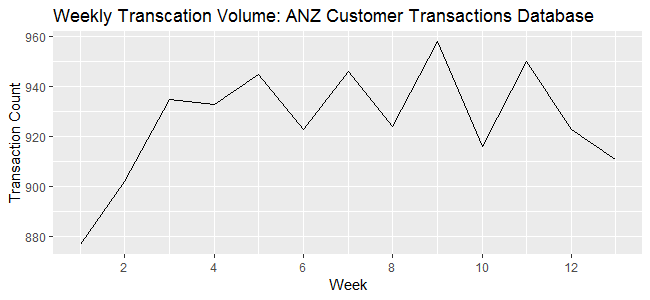 Weekly Transcation Volume: ANZ Customer Transactions Database
960
940
920
900
880
Transaction Count
2 4 6 8 10 12
Week